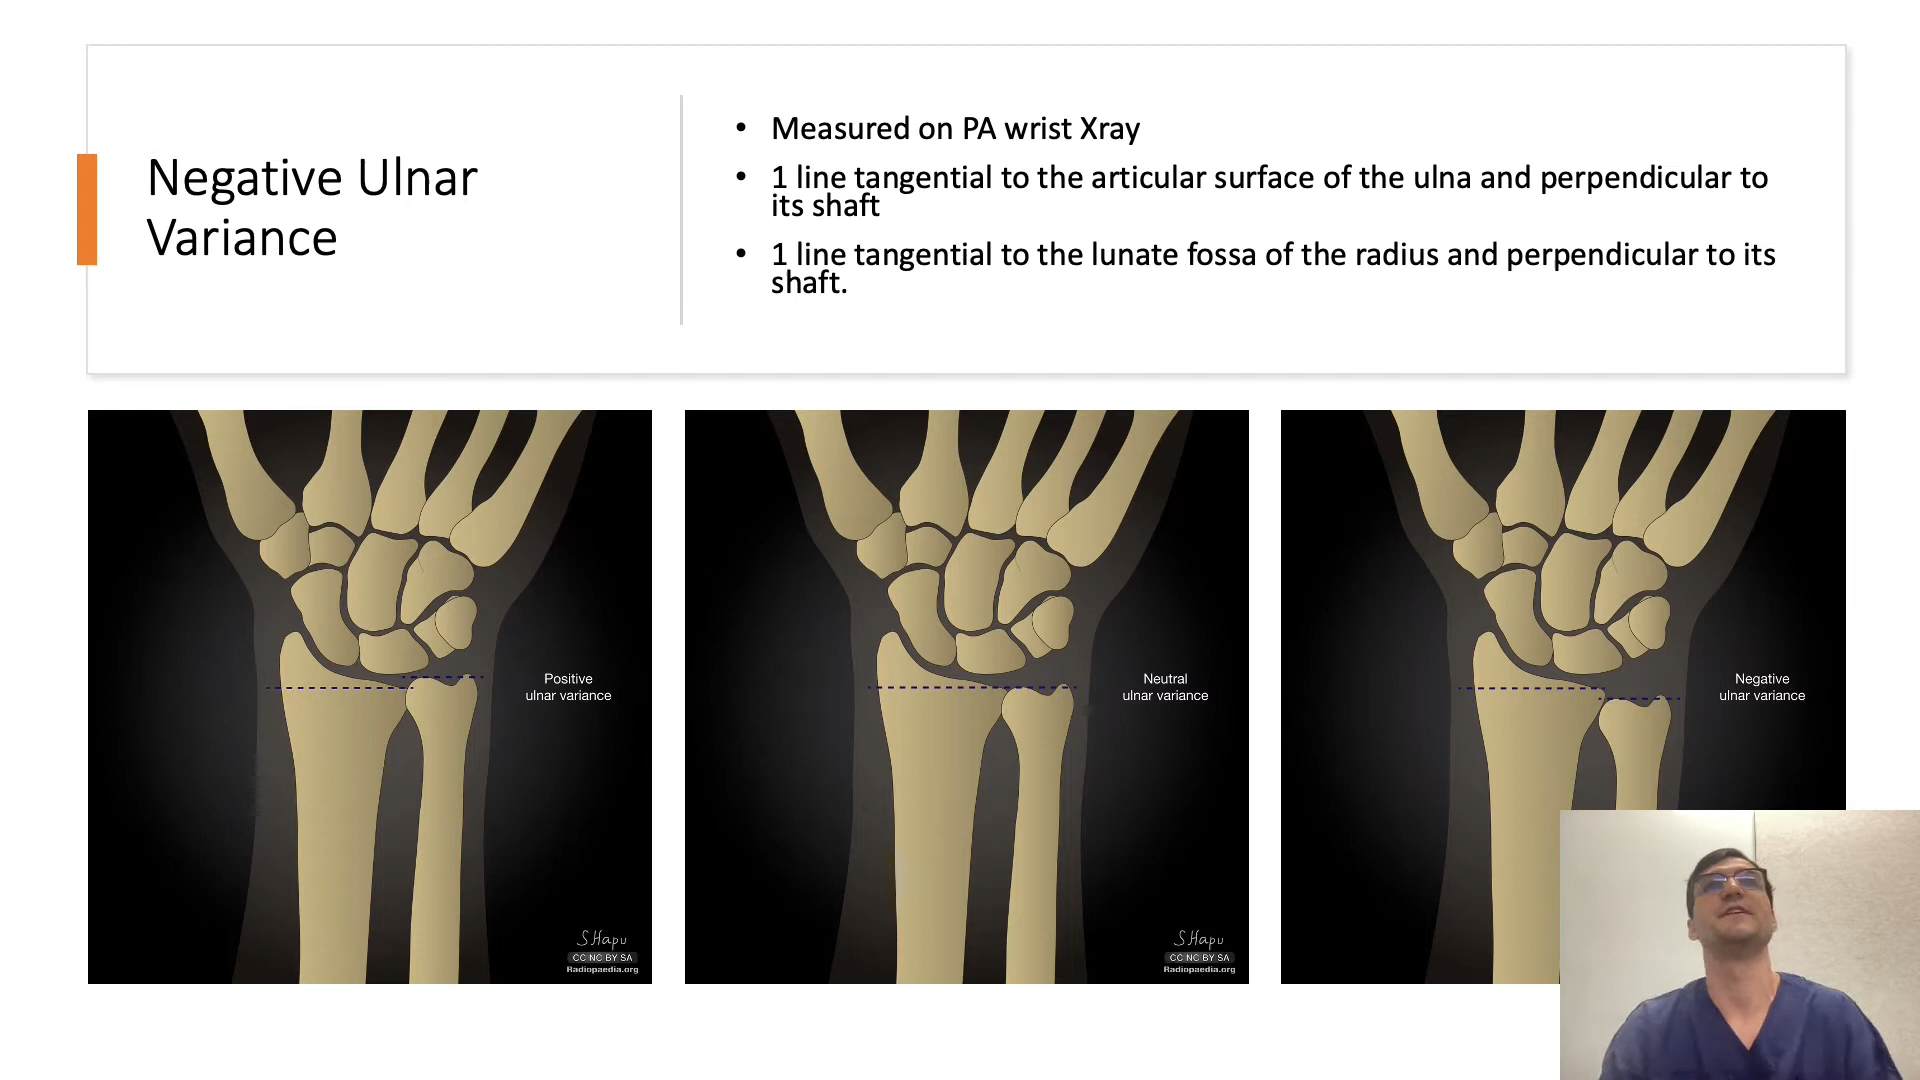 Negative Ulnar
Variance
• Measured on PA wrist Xray
• 1 line tangential to the articular surface of the ulna and perpendicular to
its shaft
• 1 line tangential to the lunate fossa of the radius and perpendicular to its
shaft.
Positive
ulnar variance
SHapu
CC NC BY SA
Radiopaedia.org
Neutral
ulnar variance
SHapu
CC NC BY SA
Radiopaedia.org
Negative
ulnar variance